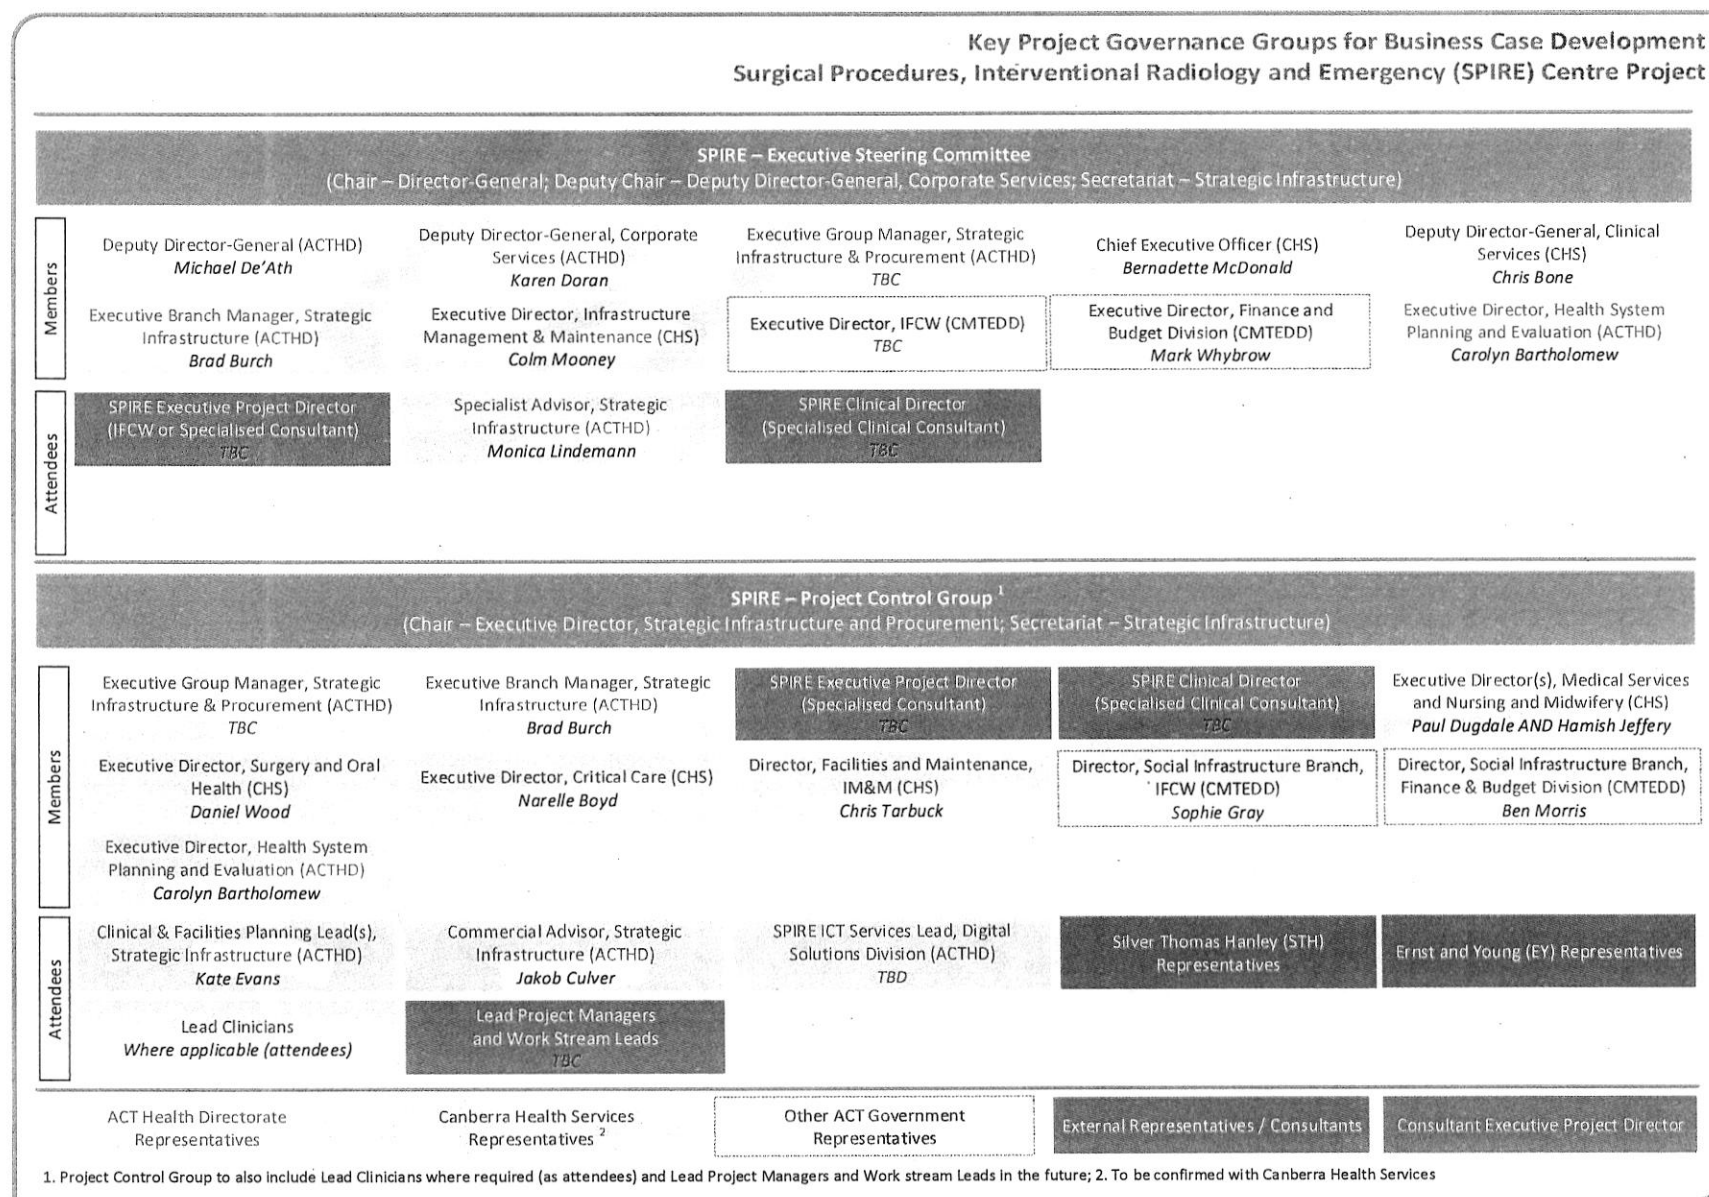 Key Project Governance Groups for Business Case Development
Surgical Procedures, Interventional Radiology and Emergency (SPIRE) Centre Project
SPIRE – Executive Steering Committee
(Chair – Director-General; Deputy Chair – Deputy Director-General, Corporate Services; Secretariat – Strategic Infrastructure)
Members
Deputy Director-General (ACTHD)
Michael De'Ath
Deputy Director-General, Corporate
Services (ACTHD)
Karen Doran
Executive Group Manager, Strategic
Infrastructure & Procurement (ACTHD)
TBC
Chief Executive Officer (CHS)
Bernadette McDonald
Deputy Director-General, Clinical
Services (CHS)
Chris Bone
Executive Branch Manager, Strategic
Infrastructure (ACTHD)
Brad Burch
Executive Director, Infrastructure
Management & Maintenance (CHS)
Colm Mooney
Executive Director, IFCW (CMTEDD)
TBC
Executive Director, Finance and
Budget Division (CMTEDD)
Mark Whybrow
Executive Director, Health System
Planning and Evaluation (ACTHD)
Carolyn Bartholomew
Attendees
SPIRE Executive Project Director
(IFCW or Specialised Consultant)
TBC
Specialist Advisor, Strategic
Infrastructure (ACTHD)
Monica Lindemann
SPIRE Clinical Director
(Specialised Clinical Consultant)
TBC
SPIRE – Project Control Group 1
(Chair – Executive Director, Strategic Infrastructure and Procurement; Secretariat – Strategic Infrastructure)
Members
Executive Group Manager, Strategic
Infrastructure & Procurement (ACTHD)
TBC
Executive Branch Manager, Strategic
Infrastructure (ACTHD)
Brad Burch
SPIRE Executive Project Director
(Specialised Consultant)
TBC
SPIRE Clinical Director
(Specialised Clinical Consultant)
TBC
Executive Director(s), Medical Services
and Nursing and Midwifery (CHS)
Paul Dugdale AND Hamish Jeffery
Executive Director, Surgery and Oral
Health (CHS)
Daniel Wood
Executive Director, Critical Care (CHS)
Narelle Boyd
Director, Facilities and Maintenance,
IM&M (CHS)
Chris Tarbuck
Director, Social Infrastructure Branch,
IFCW (CMTEDD)
Sophie Gray
Director, Social Infrastructure Branch,
Finance & Budget Division (CMTEDD)
Ben Morris
Executive Director, Health System
Planning and Evaluation (ACTHD)
Carolyn Bartholomew
Attendees
Clinical & Facilities Planning Lead(s),
Strategic Infrastructure (ACTHD)
Kate Evans
Commercial Advisor, Strategic
Infrastructure (ACTHD)
Jakob Culver
SPIRE ICT Services Lead, Digital
Solutions Division (ACTHD)
TBD
Silver Thomas Hanley (STH)
Representatives
Ernst and Young (EY) Representatives
Lead Clinicians
Where applicable (attendees)
Lead Project Managers
and Work Stream Leads
TBC
ACT Health Directorate
Representatives
Canberra Health Services
Representatives 2
Other ACT Government
Representatives
External Representatives / Consultants
Consultant Executive Project Director
1. Project Control Group to also include Lead Clinicians where required (as attendees) and Lead Project Managers and Work stream Leads in the future; 2. To be confirmed with Canberra Health Services